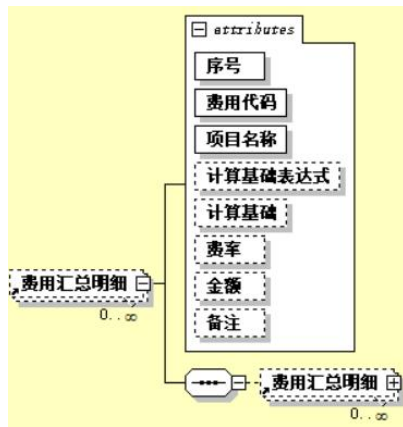 attributes
序号
费用代码
项目名称
计算基础表达式
计算基础
费率
金额
备注
费用汇总明细
0..∞
费用汇总明细
0..∞